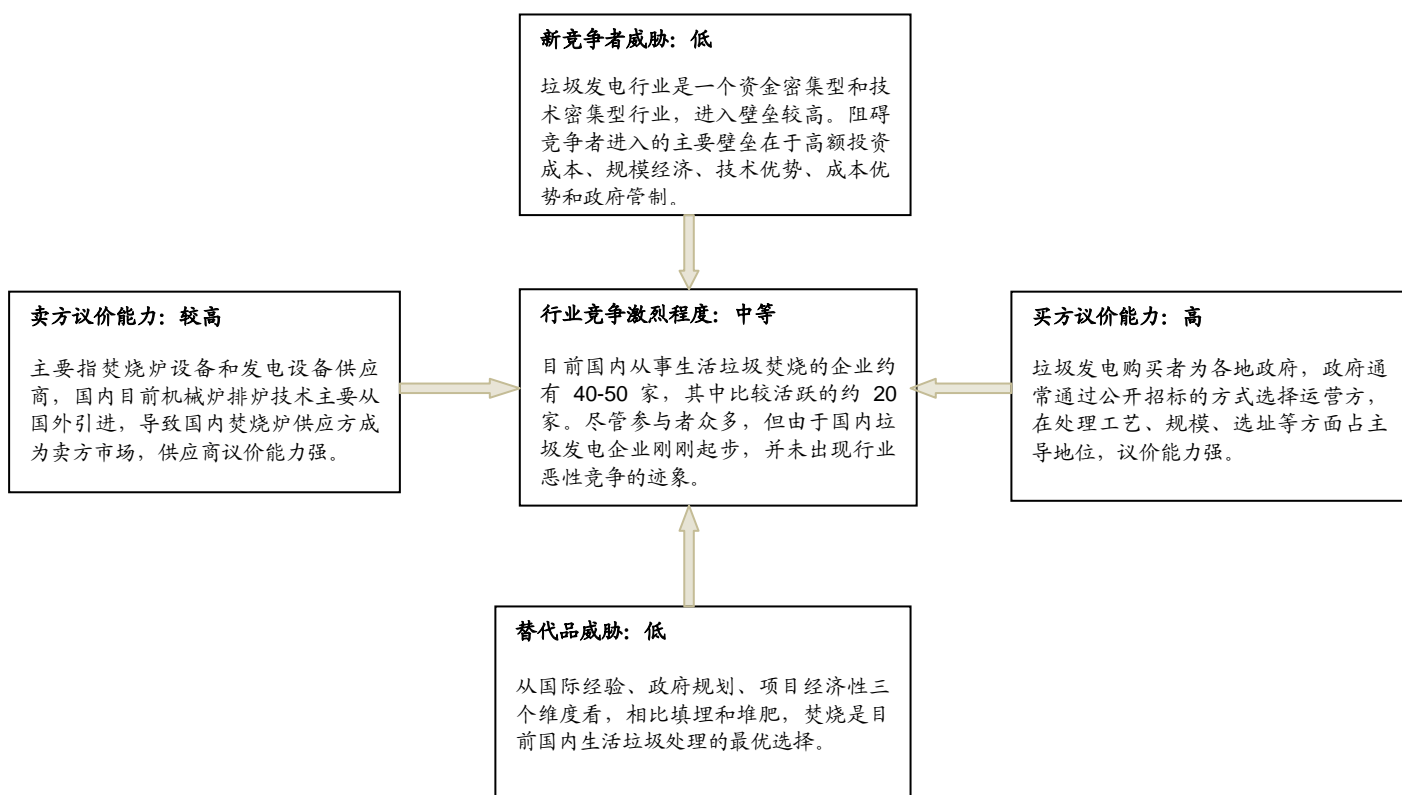 新竞争者威胁：低
垃圾发电行业是一个资金密集型和技
术密集型行业，进入壁垒较高。阻碍
竞争者进入的主要壁垒在于高额投资
成本、规模经济、技术优势、成本优
势和政府管制。
卖方议价能力：较高
主要指焚烧炉设备和发电设备供应
商，国内目前机械炉排炉技术主要从
国外引进，导致国内焚烧炉供应方成
为卖方市场，供应商议价能力强。
行业竞争激烈程度：中等
目前国内从事生活垃圾焚烧的企业约
有 40-50 家，其中比较活跃的约 20
家。尽管参与者众多，但由于国内垃
圾发电企业刚刚起步，并未出现行业
恶性竞争的迹象。
买方议价能力：高
垃圾发电购买者为各地政府，政府通
常通过公开招标的方式选择运营方，
在处理工艺、规模、选址等方面占主
导地位，议价能力强。
替代品威胁：低
从国际经验、政府规划、项目经济性三
个维度看，相比填埋和堆肥，焚烧是目
前国内生活垃圾处理的最优选择。